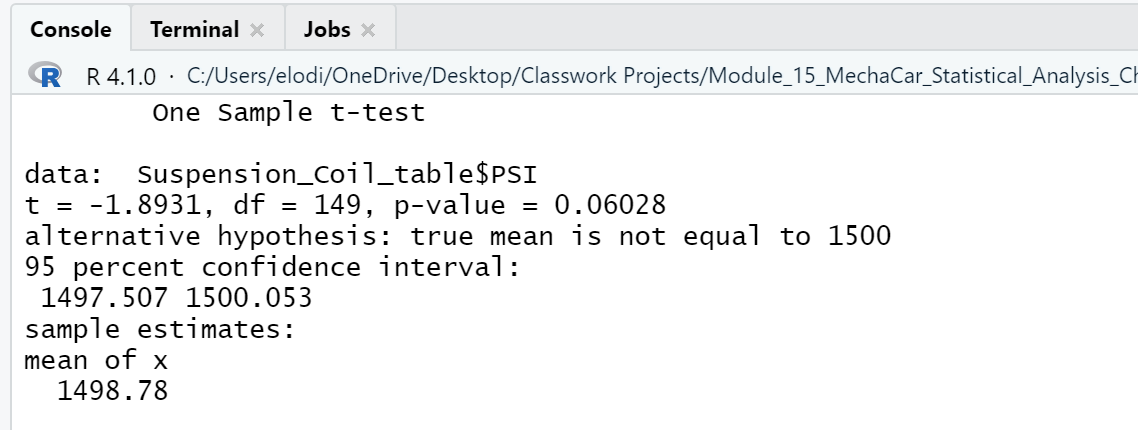 Console Terminal × Jobs ×
R R 4.1.0 · C:/Users/elodi/OneDrive/Desktop/Classwork Projects/Module_15_MechaCar_Statistical_Analysis_Ch
One Sample t-test
data: Suspension_Coil_table$PSI
t = -1.8931, df = 149, p-value = 0.06028
alternative hypothesis: true mean is not equal to 1500
95 percent confidence interval:
1497.507 1500.053
sample estimates:
mean of x
1498.78